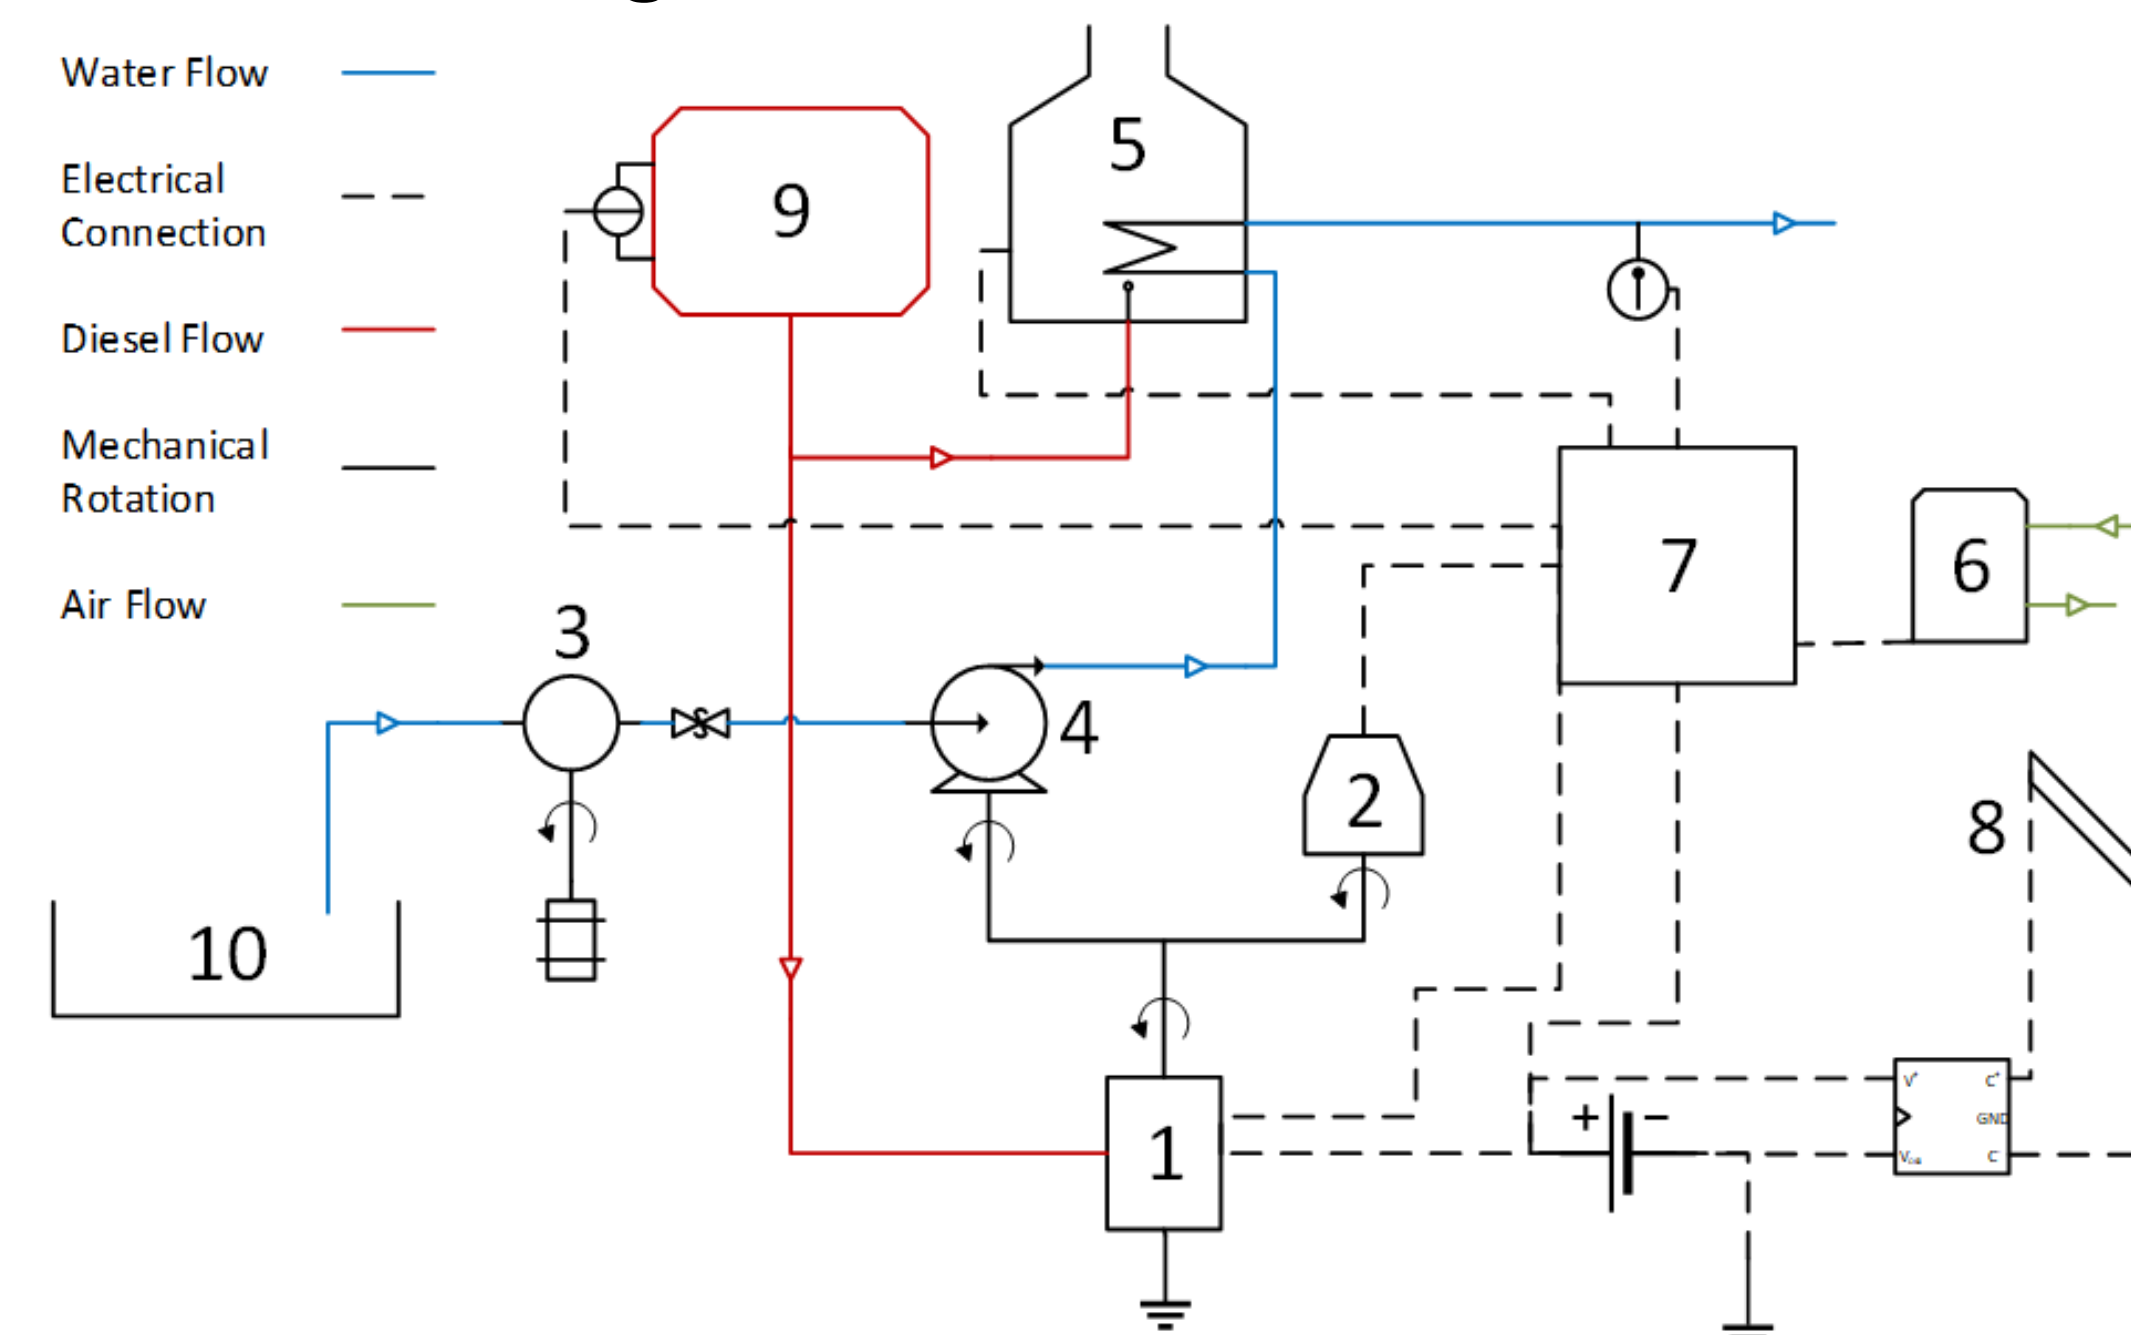 Water Flow
Electrical
Connection
Diesel Flow
Mechanical
Rotation
Air Flow
9
5
7
6
3
4
2
8
10
1
+ −
V+ C+
GND
C-